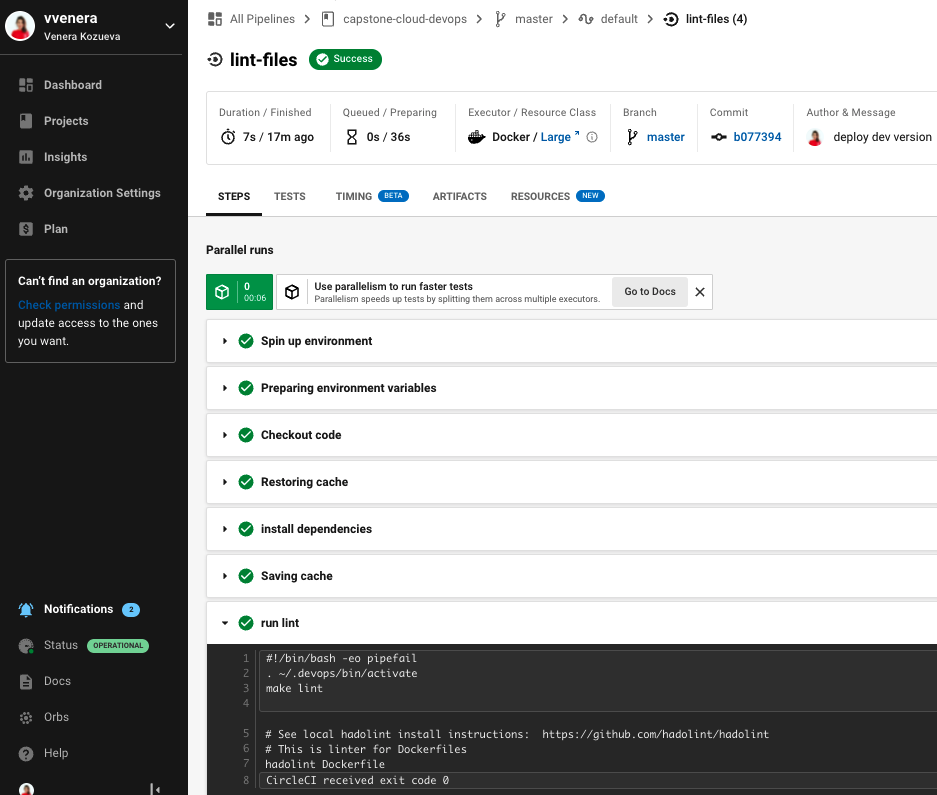 vvenera
Venera Kozueva
Dashboard
Projects
Insights
Organization Settings
Plan
Can't find an organization?
Check permissions and
update access to the ones
you want.
Notifications 2
Status OPERATIONAL
Docs
Orbs
Help
All Pipelines > capstone-cloud-devops > master > default > lint-files (4)
lint-files Success
Duration / Finished
7s / 17m ago
Queued / Preparing
0s / 36s
Executor / Resource Class
Docker / Large
Branch
master
Commit
b077394
Author & Message
deploy dev version
STEPS TESTS TIMING BETA ARTIFACTS RESOURCES NEW
Parallel runs
0
00:06
Use parallelism to run faster tests
Parallelism speeds up tests by splitting them across multiple executors.
Go to Docs
Spin up environment
Preparing environment variables
Checkout code
Restoring cache
install dependencies
Saving cache
run lint
1 #!/bin/bash -eo pipefail
2 . ~/.devops/bin/activate
3 make lint
4
5 # See local hadolint install instructions:  https://github.com/hadolint/hadolint
6 # This is linter for Dockerfiles
7 hadolint Dockerfile
8 CircleCI received exit code 0